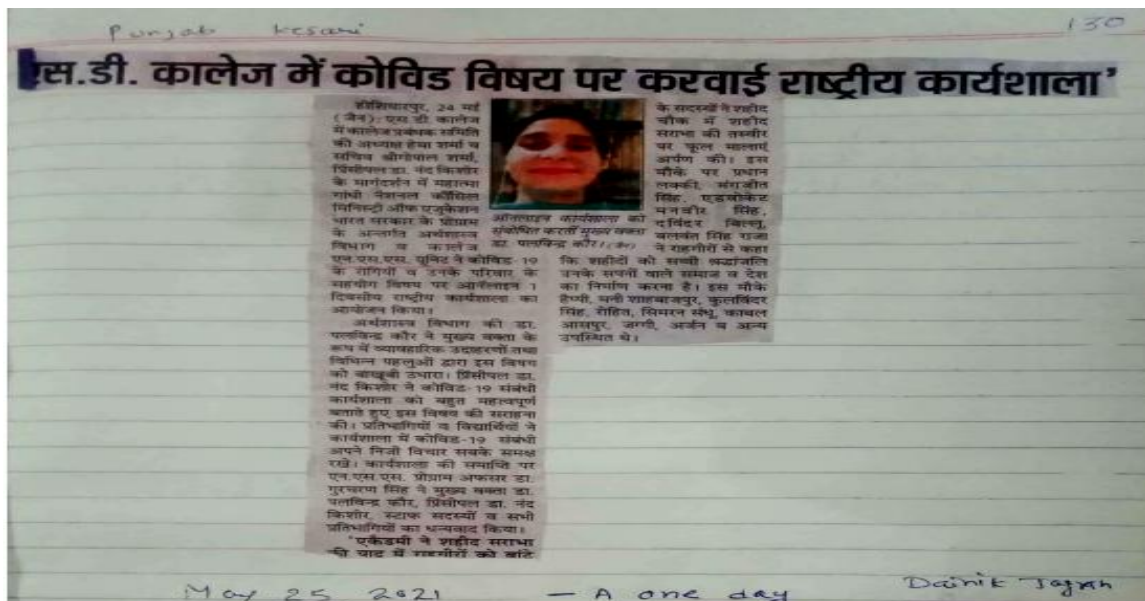 Punjab Kesari
130
एस.डी. कालेज में कोविड विषय पर करवाई राष्ट्रीय कार्यशाला'
होशियारपुर, 24 मई
(जैन): एस.डी. कालेज
में कालेज प्रबंधक समिति
की अध्यक्ष हेमा शर्मा व
सचिव श्रीगोपाल शर्मा,
प्रिंसीपल डा. नंद किशोर
के मार्गदर्शन में महात्मा
गांधी नैशनल कौंसिल
मिनिस्ट्री ऑफ एजुकेशन
भारत सरकार के प्रोग्राम
के अन्तर्गत अर्थशास्त्र
विभाग व कालेज
एन.एस.एस. यूनिट ने कोविड-19
के रोगियों व उनके परिवार के
सहयोग विषय पर ऑनलाइन 1
दिवसीय राष्ट्रीय कार्यशाला का
आयोजन किया।
अर्थशास्त्र विभाग की डा.
पलविन्द्र कौर ने मुख्य वक्ता के
रूप में व्यावहारिक उदाहरणों तथा
विभिन्न पहलुओं द्वारा इस विषय
को बाखूबी उभारा। प्रिंसीपल डा.
नंद किशोर ने कोविड-19 संबंधी
कार्यशाला को बहुत महत्वपूर्ण
बताते हुए इस विषय की सराहना
की। प्रतिभागियों व विद्यार्थियों ने
कार्यशाला में कोविड-19 संबंधी
अपने निजी विचार सबके समक्ष
रखे। कार्यशाला की समाप्ति पर
एन.एस.एस. प्रोग्राम अफसर डा.
गुरचरण सिंह ने मुख्य वक्ता डा.
पलविन्द्र कौर, प्रिंसीपल डा. नंद
किशोर, स्टाफ सदस्यों व सभी
प्रतिभागियों का धन्यवाद किया।
'एकैडमी ने शहीद सराभा
की याद में राहगीरों को बांटे
ऑनलाइन कार्यशाला को
संबोधित करतीं मुख्य वक्ता
डा. पलविन्द्र कौर। (जैन)
के सदस्यों ने शहीद
चौक में शहीद
सराभा की तस्वीर
पर फूल मालाएं
अर्पण की। इस
मौके पर प्रधान
लक्की, मंगजीत
सिंह, एडवोकेट
मनबीर सिंह,
दविंदर बिल्लू,
बलवंत सिंह राजा
ने राहगीरों से कहा
कि शहीदों को सच्ची श्रद्धांजलि
उनके सपनों वाले समाज व देश
का निर्माण करना है। इस मौके
हैप्पी, मनी शाहबाजपुर, कुलविंदर
सिंह, रोहित, सिमरन संधू, काबल
आसपुर, जग्गी, अर्जन व अन्य
उपस्थित थे।
May 25 2021 - A one day
Dainik Jagran